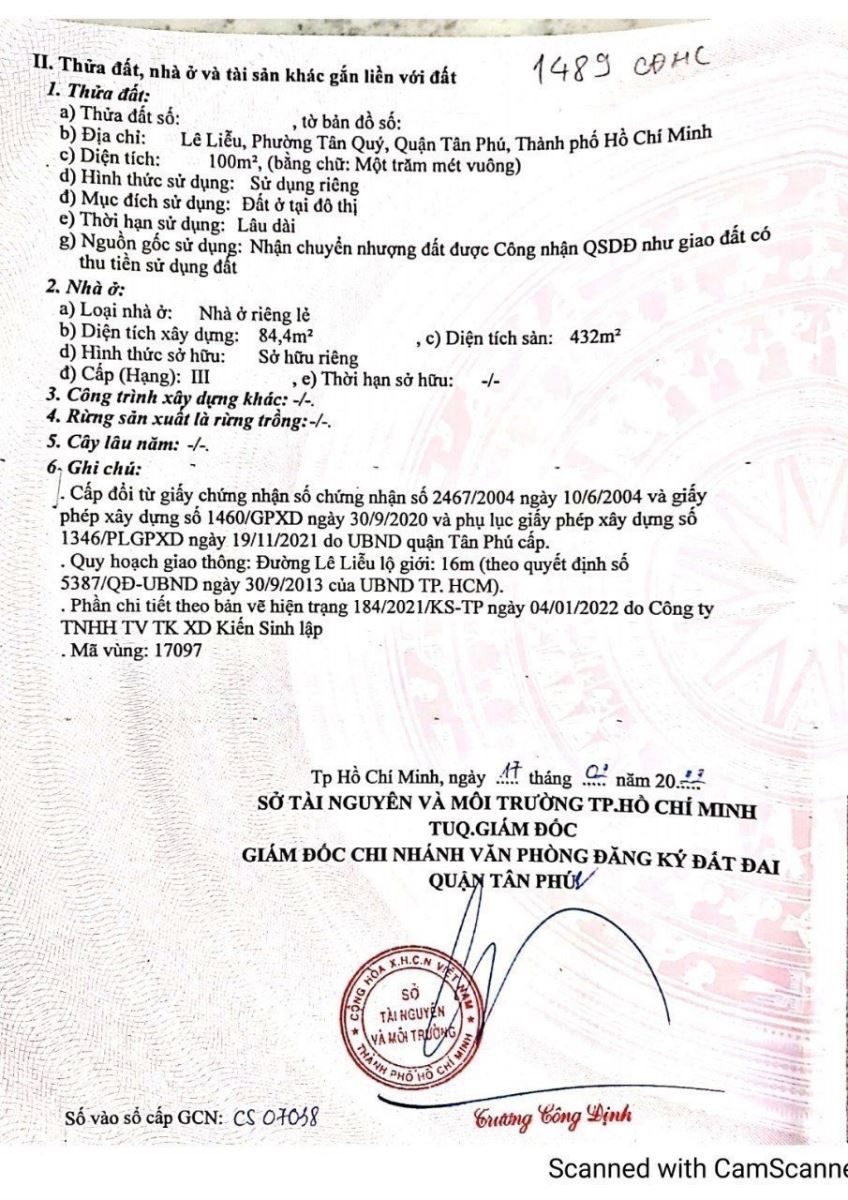 1489 CĐHC
II. Thửa đất, nhà ở và tài sản khác gắn liền với đất
1. Thửa đất:
a) Thửa đất số: , tờ bản đồ số:
b) Địa chỉ: Lê Liễu, Phường Tân Quý, Quận Tân Phú, Thành phố Hồ Chí Minh
c) Diện tích: 100m², (bằng chữ: Một trăm mét vuông)
d) Hình thức sử dụng: Sử dụng riêng
đ) Mục đích sử dụng: Đất ở tại đô thị
e) Thời hạn sử dụng: Lâu dài
g) Nguồn gốc sử dụng: Nhận chuyển nhượng đất được Công nhận QSDĐ như giao đất có
thu tiền sử dụng đất
2. Nhà ở:
a) Loại nhà ở: Nhà ở riêng lẻ
b) Diện tích xây dựng: 84,4m² , c) Diện tích sàn: 432m²
d) Hình thức sở hữu: Sở hữu riêng
đ) Cấp (Hạng): III , e) Thời hạn sở hữu: -/-
3. Công trình xây dựng khác: -/-.
4. Rừng sản xuất là rừng trồng:-/-.
5. Cây lâu năm: -/-.
6. Ghi chú:
. Cấp đổi từ giấy chứng nhận số chứng nhận số 2467/2004 ngày 10/6/2004 và giấy
phép xây dựng số 1460/GPXD ngày 30/9/2020 và phụ lục giấy phép xây dựng số
1346/PLGPXD ngày 19/11/2021 do UBND quận Tân Phú cấp.
. Quy hoạch giao thông: Đường Lê Liễu lộ giới: 16m (theo quyết định số
5387/QĐ-UBND ngày 30/9/2013 của UBND TP. HCM).
. Phần chi tiết theo bản vẽ hiện trạng 184/2021/KS-TP ngày 04/01/2022 do Công ty
TNHH TV TK XD Kiến Sinh lập
. Mã vùng: 17097
Tp Hồ Chí Minh, ngày 17 tháng năm 20
SỞ TÀI NGUYÊN VÀ MÔI TRƯỜNG TP.HỒ CHÍ MINH
TUQ.GIÁM ĐỐC
GIÁM ĐỐC CHI NHÁNH VĂN PHÒNG ĐĂNG KÝ ĐẤT ĐAI
QUẬN TÂN PHÚ
CỘNG HÒA X.H.C.N VIỆT NAM
SỞ
TÀI NGUYÊN
VÀ MÔI TRƯỜNG
THÀNH PHỐ HỒ CHÍ MINH
Trương Công Định
Số vào sổ cấp GCN: CS 07038
Scanned with CamScanne